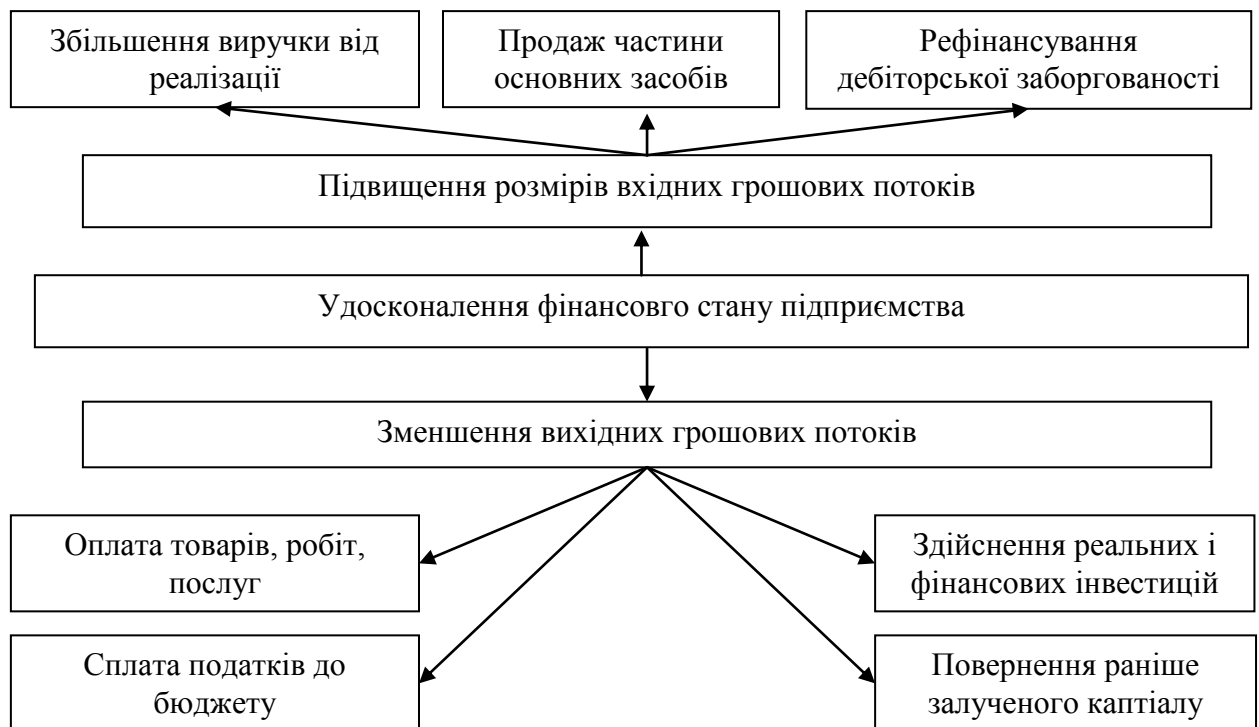 Збільшення виручки від
реалізації
Продаж частини
основних засобів
Рефінансування
дебіторської заборгованості
Підвищення розмірів вхідних грошових потоків
Удосконалення фінансовго стану підприємства
Зменшення вихідних грошових потоків
Оплата товарів, робіт,
послуг
Здійснення реальних і
фінансових інвестицій
Сплата податків до
бюджету
Повернення раніше
залученого каптіалу